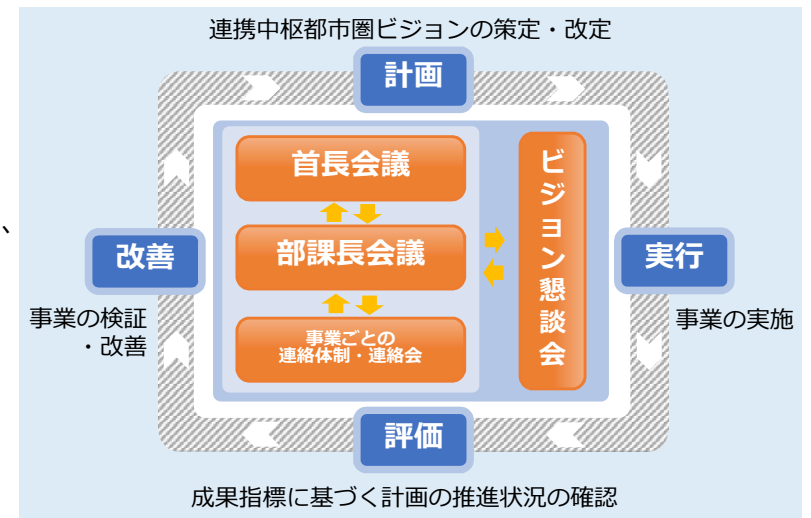 連携中枢都市圏ビジョンの策定・改定
計画
首長会議
部課長会議
事業ごとの
連絡体制・連絡会
ビジョン懇談会
、
改善
事業の検証
・改善
実行
事業の実施
評価
成果指標に基づく計画の推進状況の確認